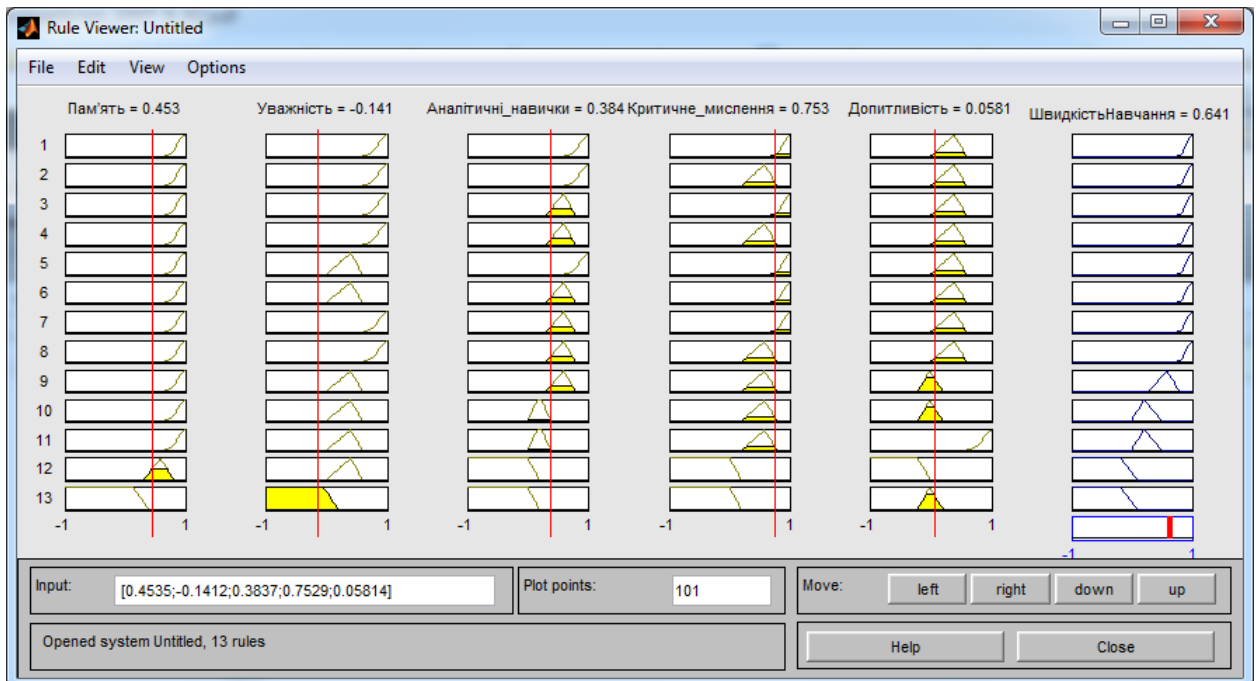 Rule Viewer: Untitled
File Edit View Options
Пам'ять = 0.453 Уважність = -0.141 Аналітичні_навички = 0.384 Критичне_мислення = 0.753 Допитливість = 0.0581 ШвидкістьНавчання = 0.641
1
2
3
4
5
6
7
8
9
10
11
12
13
-1 1 -1 1 -1 1 -1 1 -1 1
-1 1
Input: [0.4535;-0.1412;0.3837;0.7529;0.05814] Plot points: 101 Move: left right down up
Opened system Untitled, 13 rules Help Close